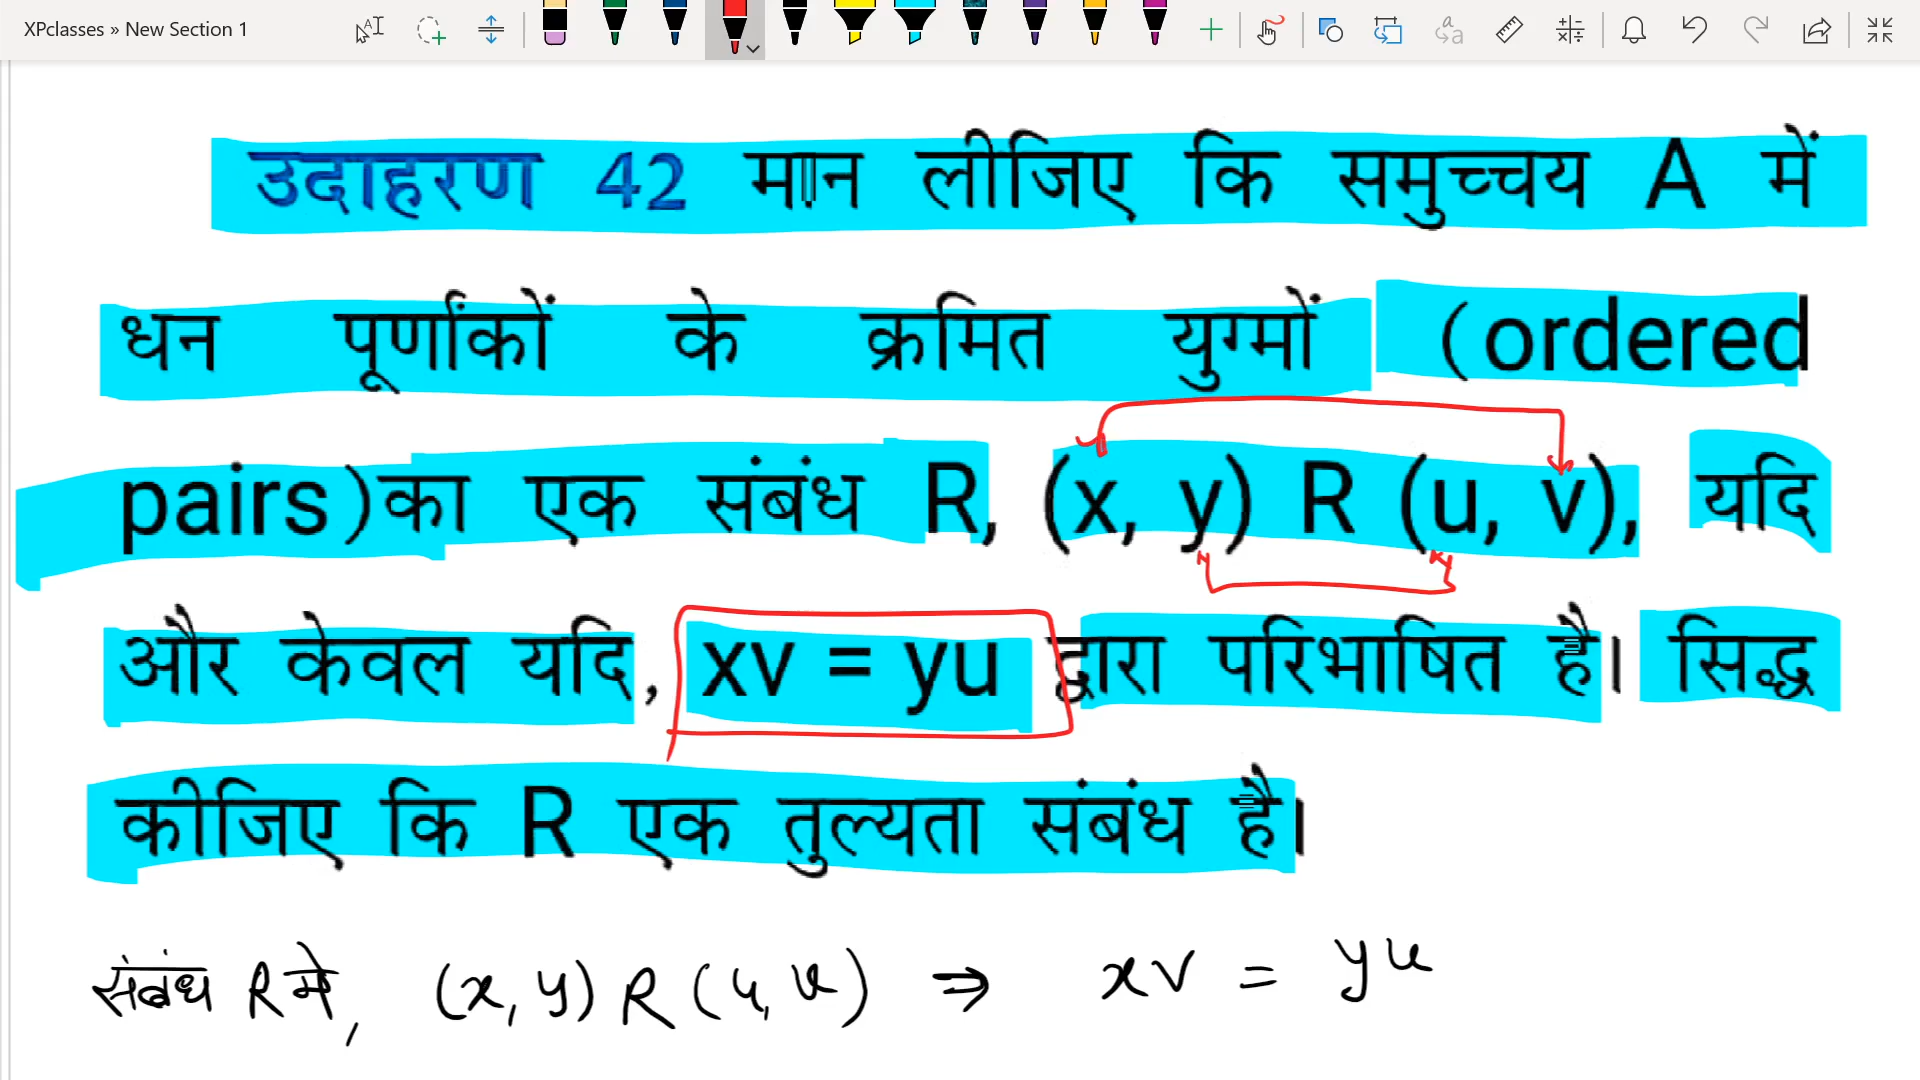 XPclasses » New Section 1
उदाहरण 42 मान लीजिए कि समुच्चय A में
धन पूर्णांकों के क्रमित युग्मों (ordered
pairs)का एक संबंध R, (x, y) R (u, v), यदि
और केवल यदि, xv = yu द्वारा परिभाषित है। सिद्ध
कीजिए कि R एक तुल्यता संबंध है।
संबंध R में, (x, y) R (u, v) ⇒ xv = yu